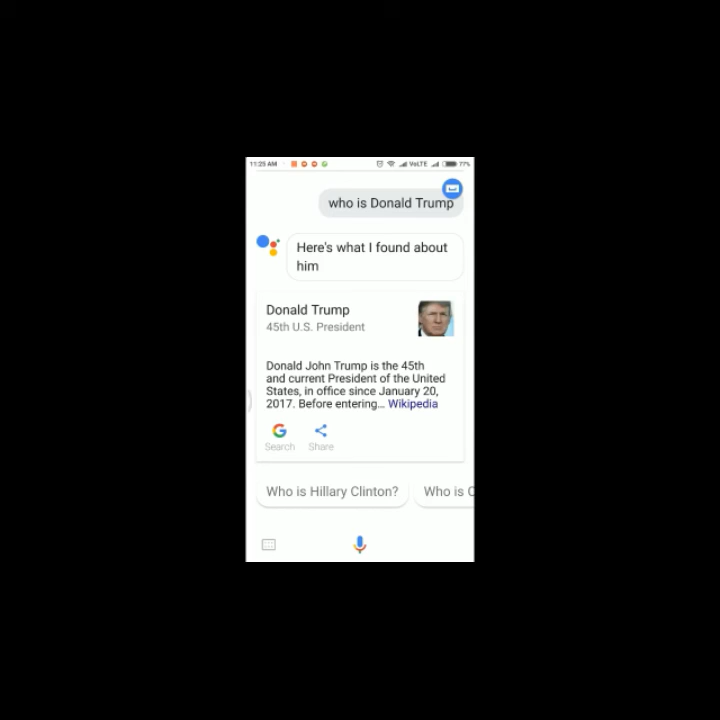 11:25 AM
VoLTE
77%
who is Donald Trump
Here's what I found about
him
Donald Trump
45th U.S. President
Donald John Trump is the 45th
and current President of the United
States, in office since January 20,
2017. Before entering... Wikipedia
Search
Share
Who is Hillary Clinton?
Who is